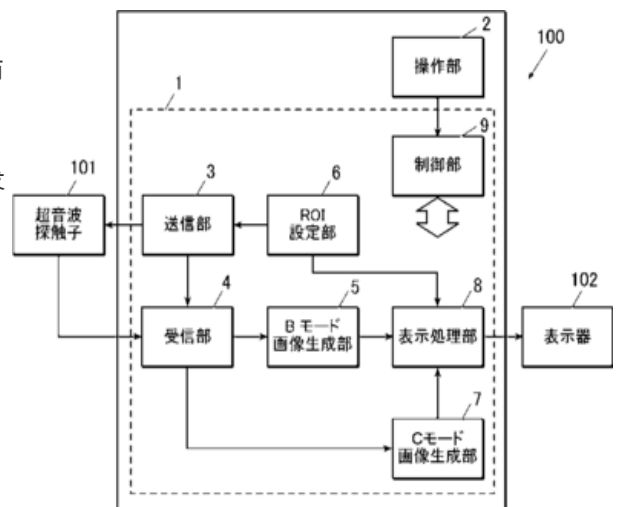 2
100
操作部
1
9
制御部
101
3
6
超音波
探触子
送信部
ROI
設定部
4
5
8
102
受信部
Bモード
画像生成部
表示処理部
表示器
7
Cモード
画像生成部